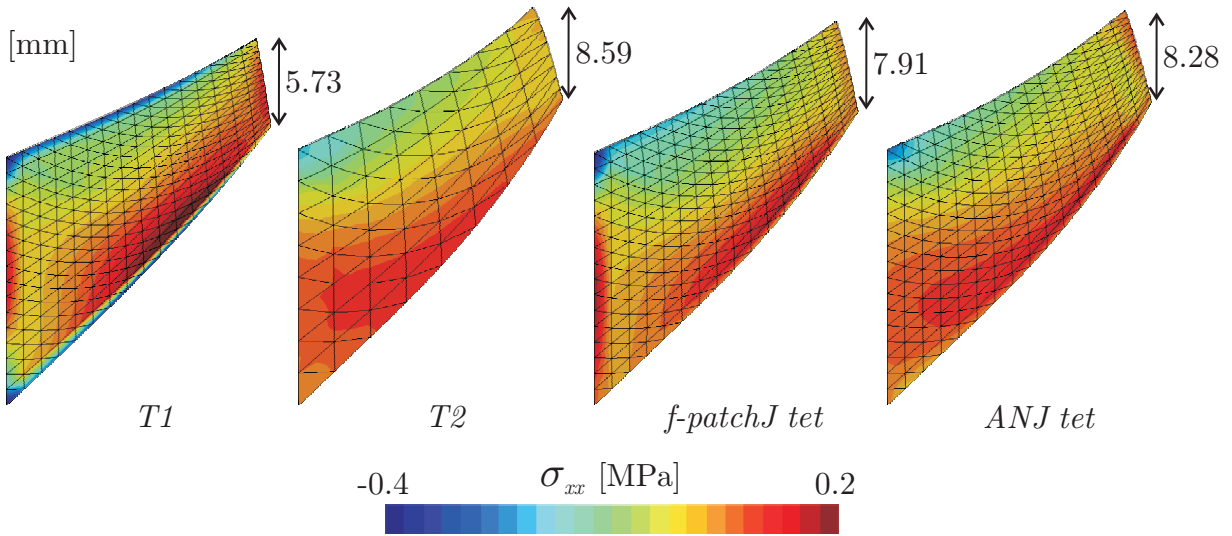 [mm]
5.73
8.59
7.91
8.28
T1
T2
f-patchJ tet
ANJ tet
-0.4
σxx [MPa]
0.2